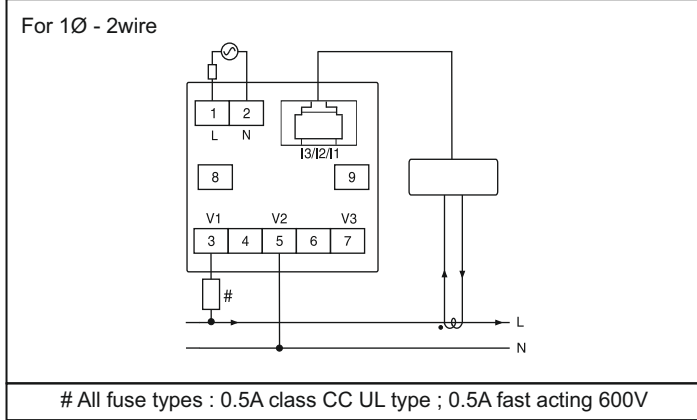 For 1Ø - 2wire
1 2
L N
I3/I2/I1
8 9
V1 V2 V3
3 4 5 6 7
#
L
N
# All fuse types : 0.5A class CC UL type ; 0.5A fast acting 600V